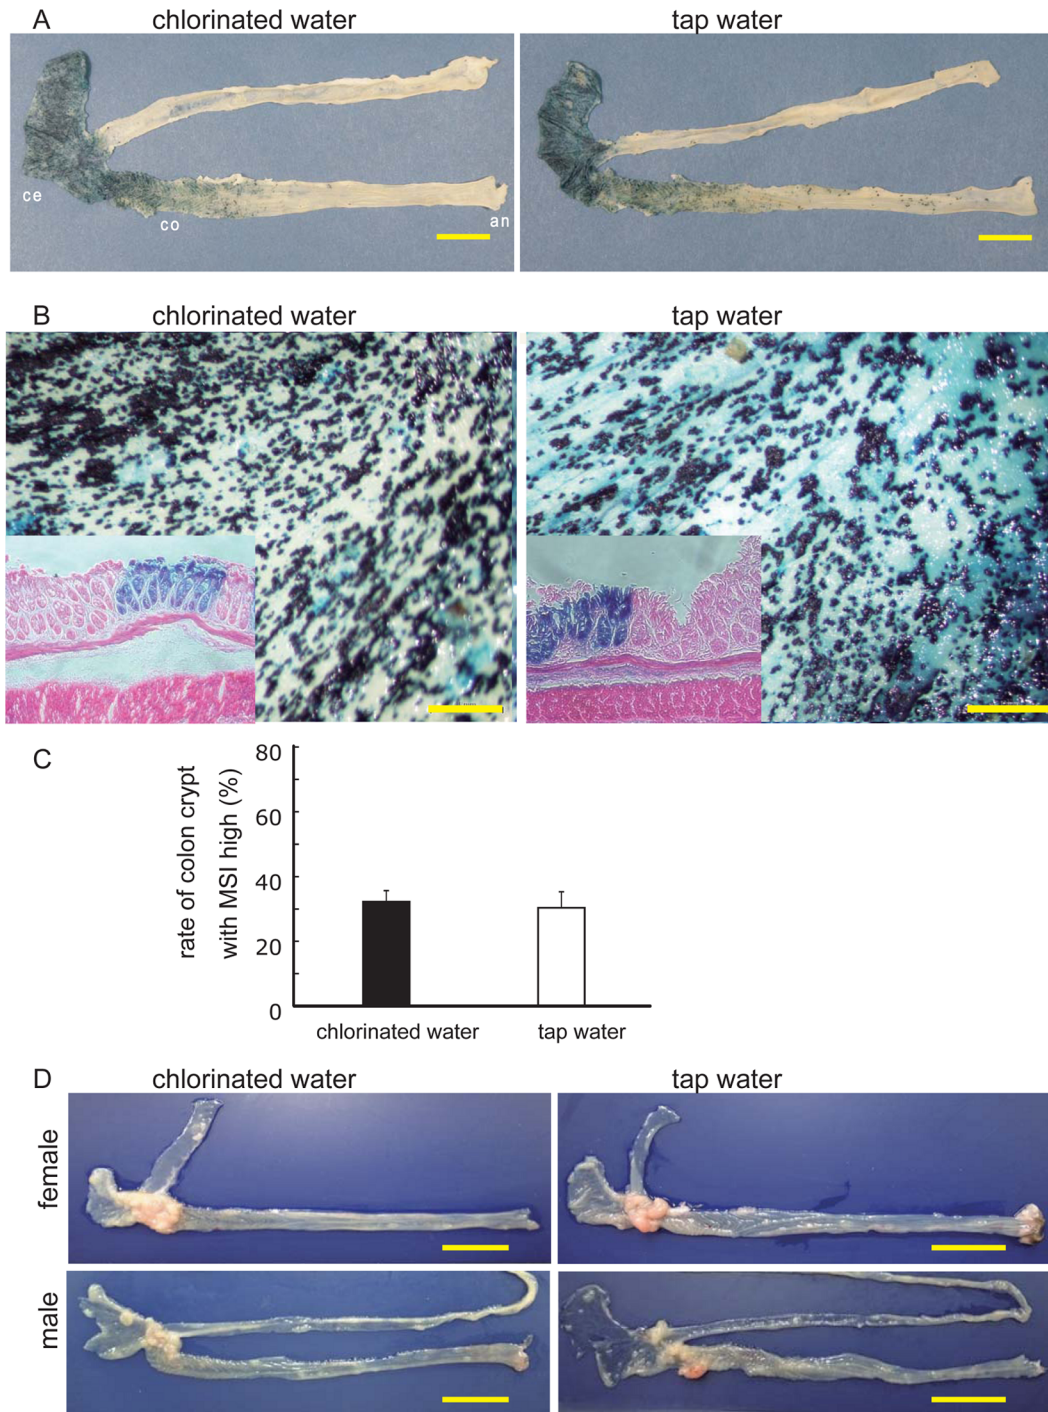 A
chlorinated water
tap water
ce
co
an
B
chlorinated water
tap water
C
rate of colon crypt
with MSI high (%)
80
60
40
20
0
chlorinated water
tap water
D
chlorinated water
tap water
female
male